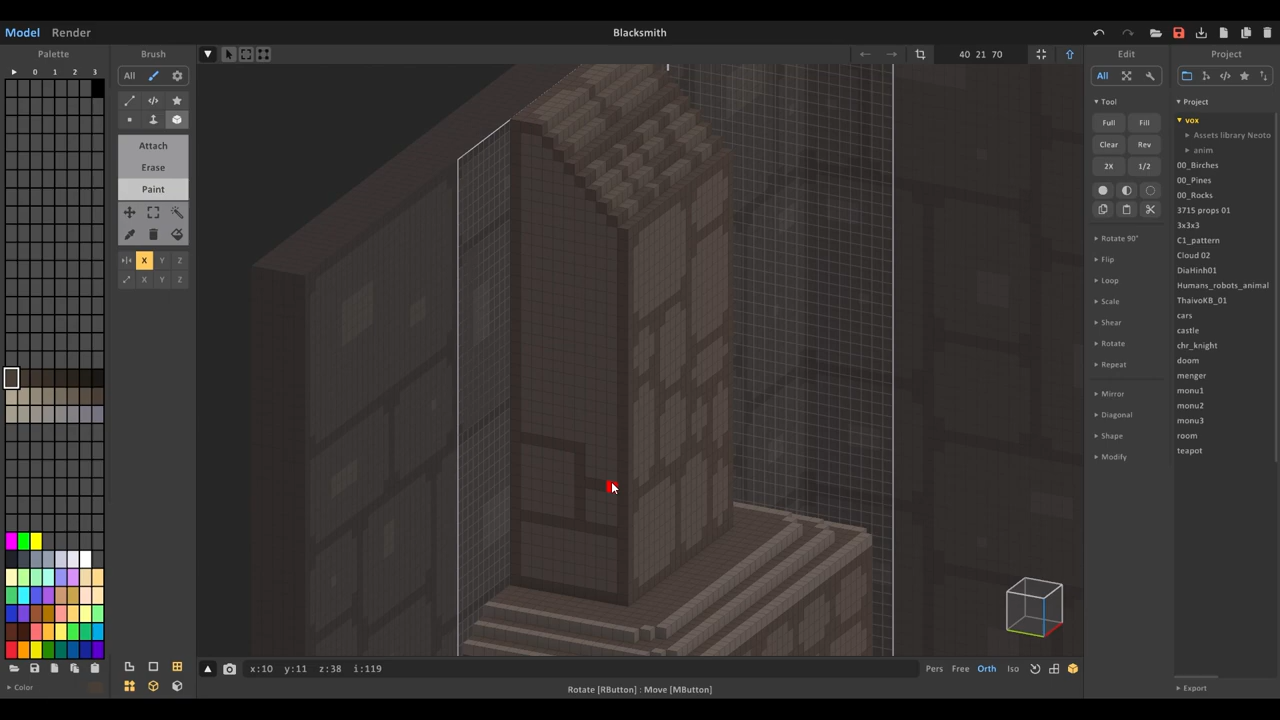 Model Render Blacksmith
Palette Brush 40 21 70 Edit Project
0 1 2 3 All All
Project
Tool
vox
Full Fill
Assets library Neoto
Attach
Clear Rev
anim
Erase
2X 1/2
00_Birches
Paint
00_Pines
00_Rocks
3715 props 01
3x3x3
Rotate 90°
C1_pattern
X Y Z
Flip
Cloud 02
X Y Z
Loop
DiaHinh01
Scale
Humans_robots_animal
Shear
ThaivoKB_01
Rotate
cars
Repeat
castle
chr_knight
Mirror
doom
Diagonal
menger
Shape
monu1
Modify
monu2
monu3
room
teapot
x:10 y:11 z:38 i:119 Pers Free Orth Iso
Color Rotate [RButton] : Move [MButton] Export